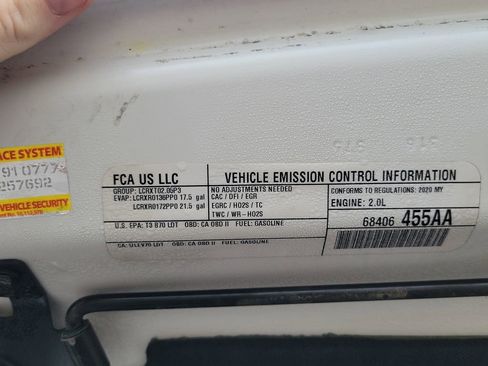 ACE SYSTEM
257692
VEHICLE SECURITY
FCA US LLC
VEHICLE EMISSION CONTROL INFORMATION
GROUP: LCRXT02.05P3
EVAP: LCRXR0136PP0 17.5 gal
LCRXR0172PP0 21.5 gal
NO ADJUSTMENTS NEEDED
CAC / DFI / EGR
EGRC / HO2S / TC
TWC / WR-HO2S
CONFORMS TO REGULATIONS: 2020 MY
ENGINE: 2.0L
68406 455AA
U.S. EPA: T3 B70 LDT OBD: CA OBD II FUEL: GASOLINE
CA: ULEV70 LDT OBD: CA OBD II FUEL: GASOLINE